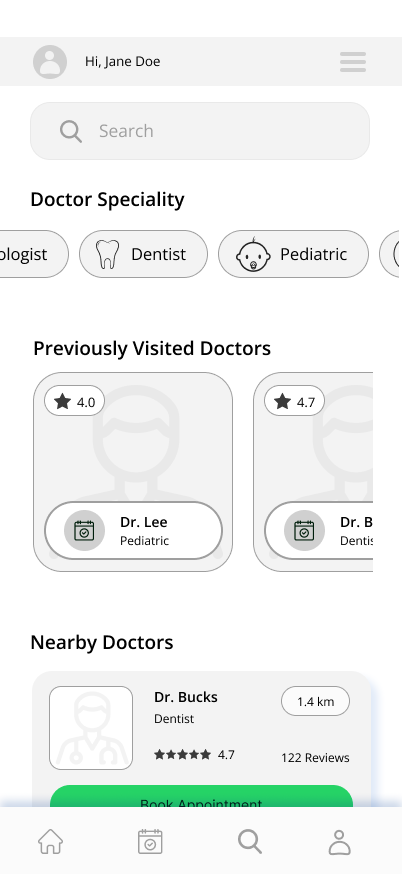 Hi, Jane Doe
Search
Doctor Speciality
ologist
Dentist
Pediatric
Previously Visited Doctors
4.0
4.7
Dr. Lee
Pediatric
Dr. B
Dentis
Nearby Doctors
Dr. Bucks
1.4 km
Dentist
4.7
122 Reviews
Book Appointment